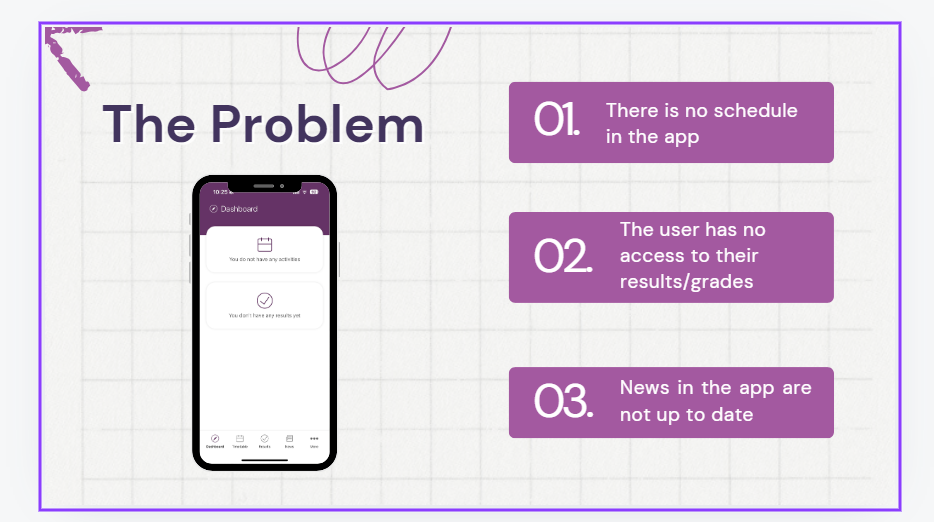 The Problem
01.
There is no schedule
in the app
02.
The user has no
access to their
results/grades
03.
News in the app are
not up to date
10:25
Dashboard
You do not have any activities
You don't have any results yet
Dashboard
Timetable
Results
News
More